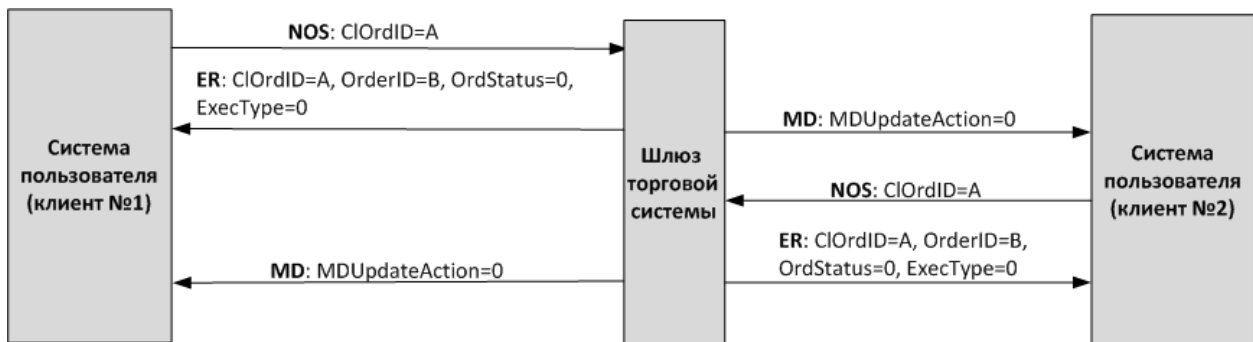 Система
пользователя
(клиент №1)
NOS: ClOrdID=A
ER: ClOrdID=A, OrderID=B, OrdStatus=0,
ExecType=0
MD: MDUpdateAction=0
Шлюз
торговой
системы
MD: MDUpdateAction=0
NOS: ClOrdID=A
ER: ClOrdID=A, OrderID=B,
OrdStatus=0, ExecType=0
Система
пользователя
(клиент №2)